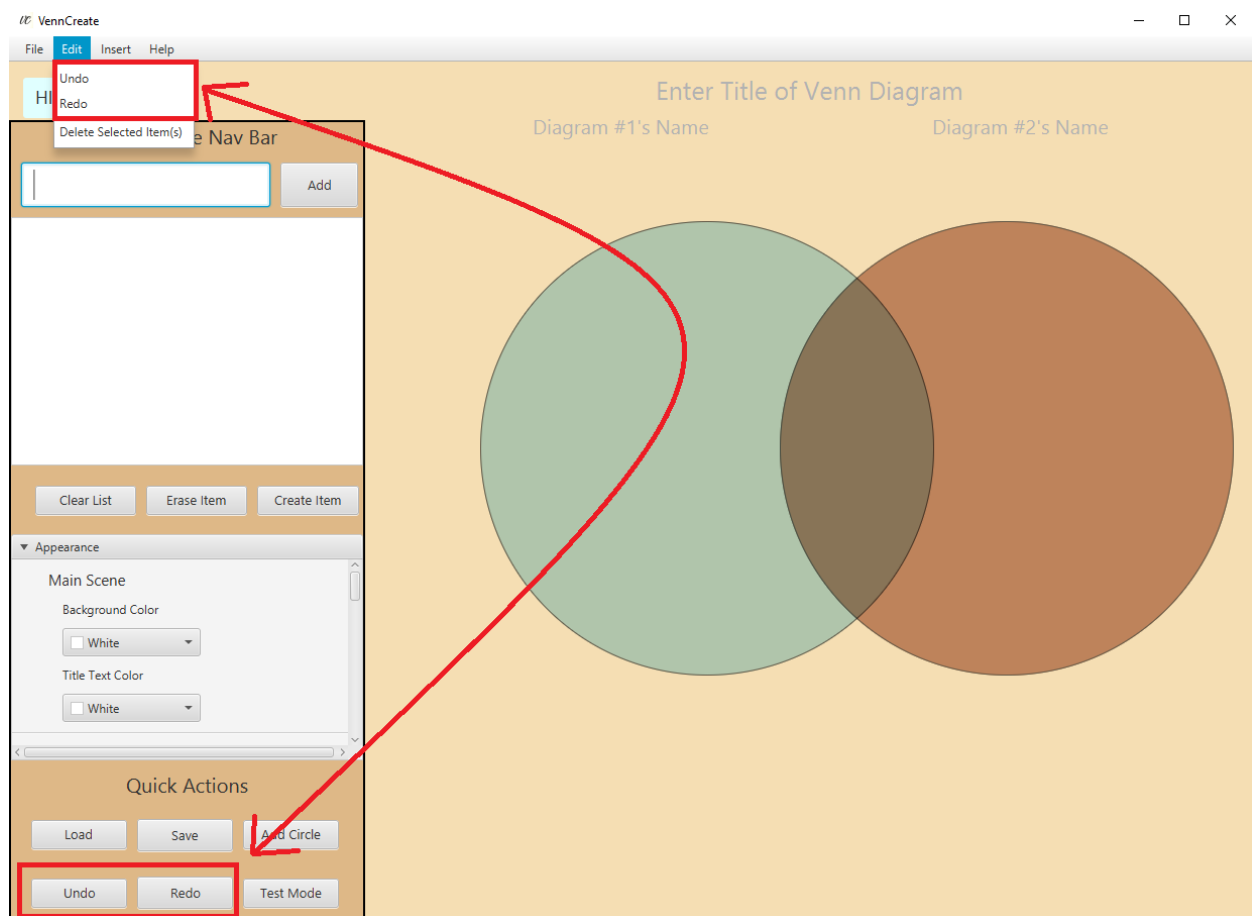 VC VennCreate
File Edit Insert Help
Undo
Redo
Delete Selected Item(s)
HI
e Nav Bar
Add
Enter Title of Venn Diagram
Diagram #1's Name Diagram #2's Name
Clear List Erase Item Create Item
Appearance
Main Scene
Background Color
White
Title Text Color
White
Quick Actions
Load Save Add Circle
Undo Redo Test Mode